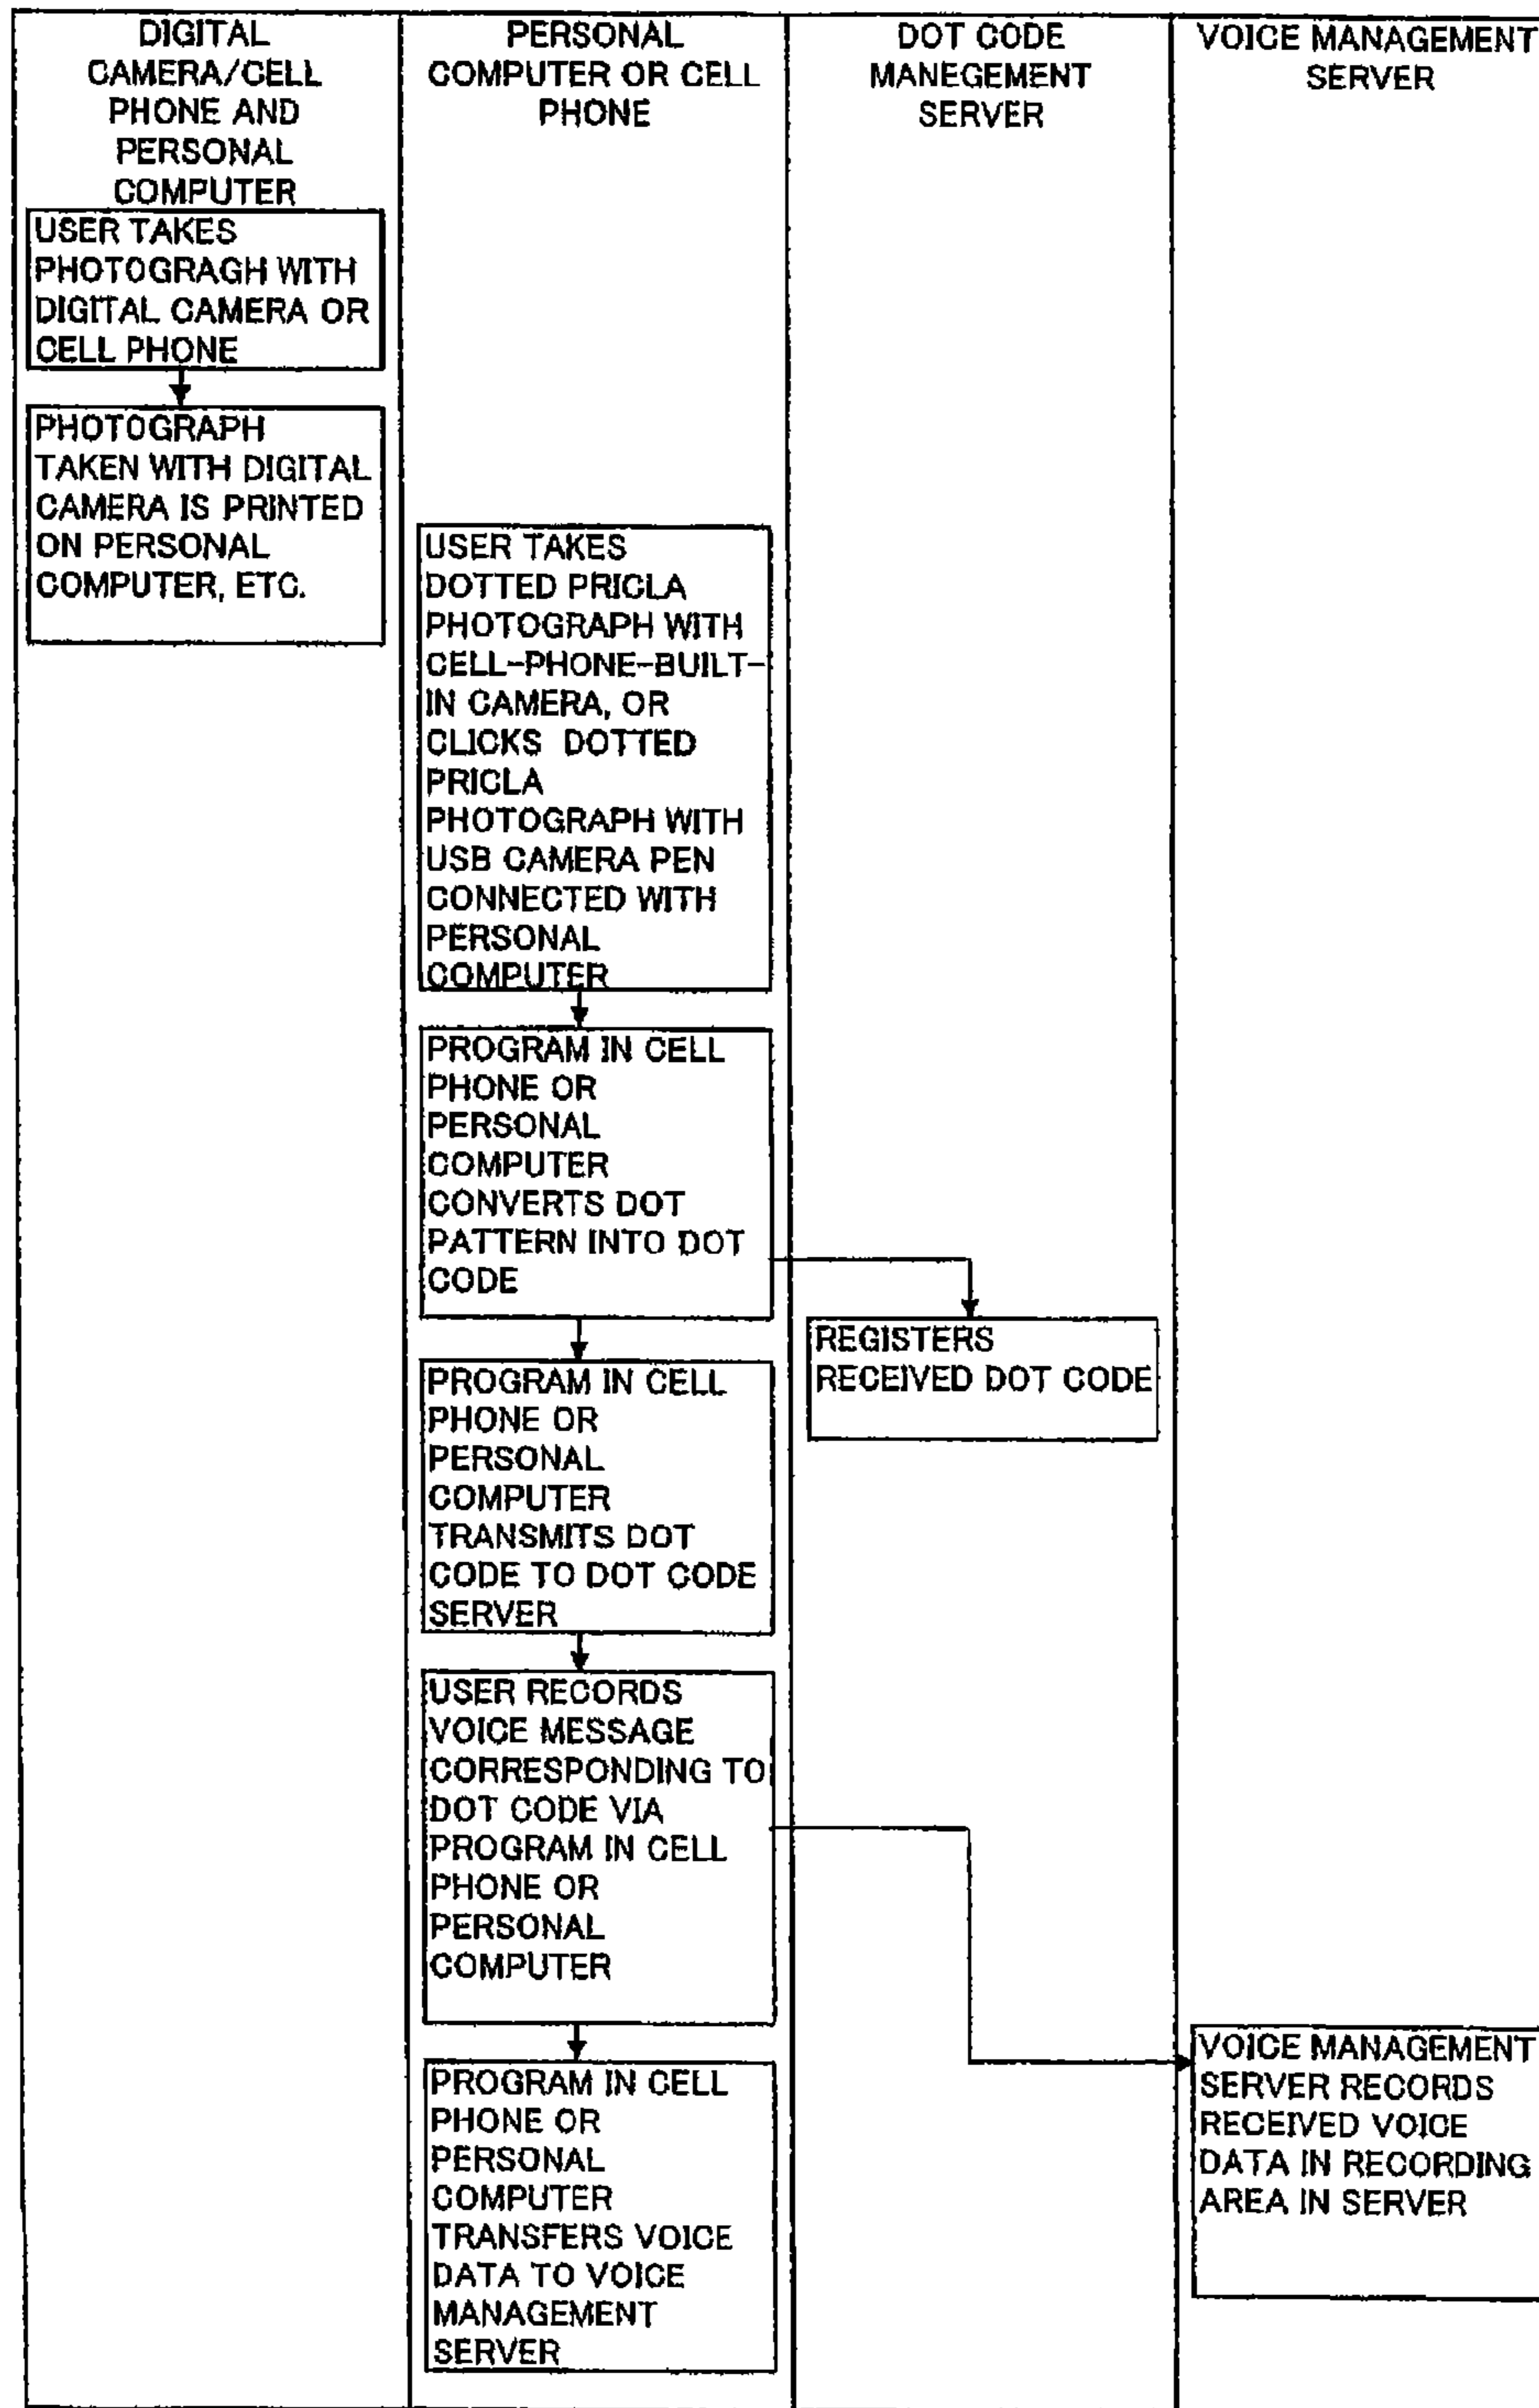 DIGITAL
CAMERA/CELL
PHONE AND
PERSONAL
COMPUTER
USER TAKES
PHOTOGRAGH WITH
DIGITAL CAMERA OR
CELL PHONE
PHOTOGRAPH
TAKEN WITH DIGITAL
CAMERA IS PRINTED
ON PERSONAL
COMPUTER, ETC.
PERSONAL
COMPUTER OR CELL
PHONE
USER TAKES
DOTTED PRICLA
PHOTOGRAPH WITH
CELL-PHONE-BUILT-
IN CAMERA, OR
CLICKS DOTTED
PRICLA
PHOTOGRAPH WITH
USB CAMERA PEN
CONNECTED WITH
PERSONAL
COMPUTER
PROGRAM IN CELL
PHONE OR
PERSONAL
COMPUTER
CONVERTS DOT
PATTERN INTO DOT
CODE
PROGRAM IN CELL
PHONE OR
PERSONAL
COMPUTER
TRANSMITS DOT
CODE TO DOT CODE
SERVER
USER RECORDS
VOICE MESSAGE
CORRESPONDING TO
DOT CODE VIA
PROGRAM IN CELL
PHONE OR
PERSONAL
COMPUTER
PROGRAM IN CELL
PHONE OR
PERSONAL
COMPUTER
TRANSFERS VOICE
DATA TO VOICE
MANAGEMENT
SERVER
DOT CODE
MANEGEMENT
SERVER
REGISTERS
RECEIVED DOT CODE
VOICE MANAGEMENT
SERVER
VOICE MANAGEMENT
SERVER RECORDS
RECEIVED VOICE
DATA IN RECORDING
AREA IN SERVER